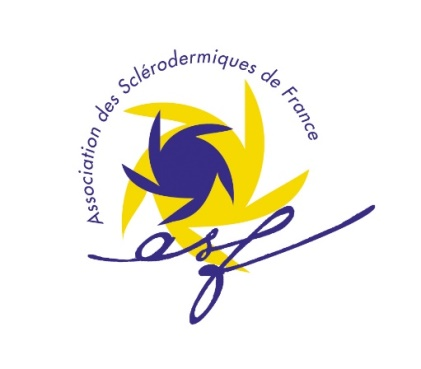 Association des Sclérodermiques de France
asf